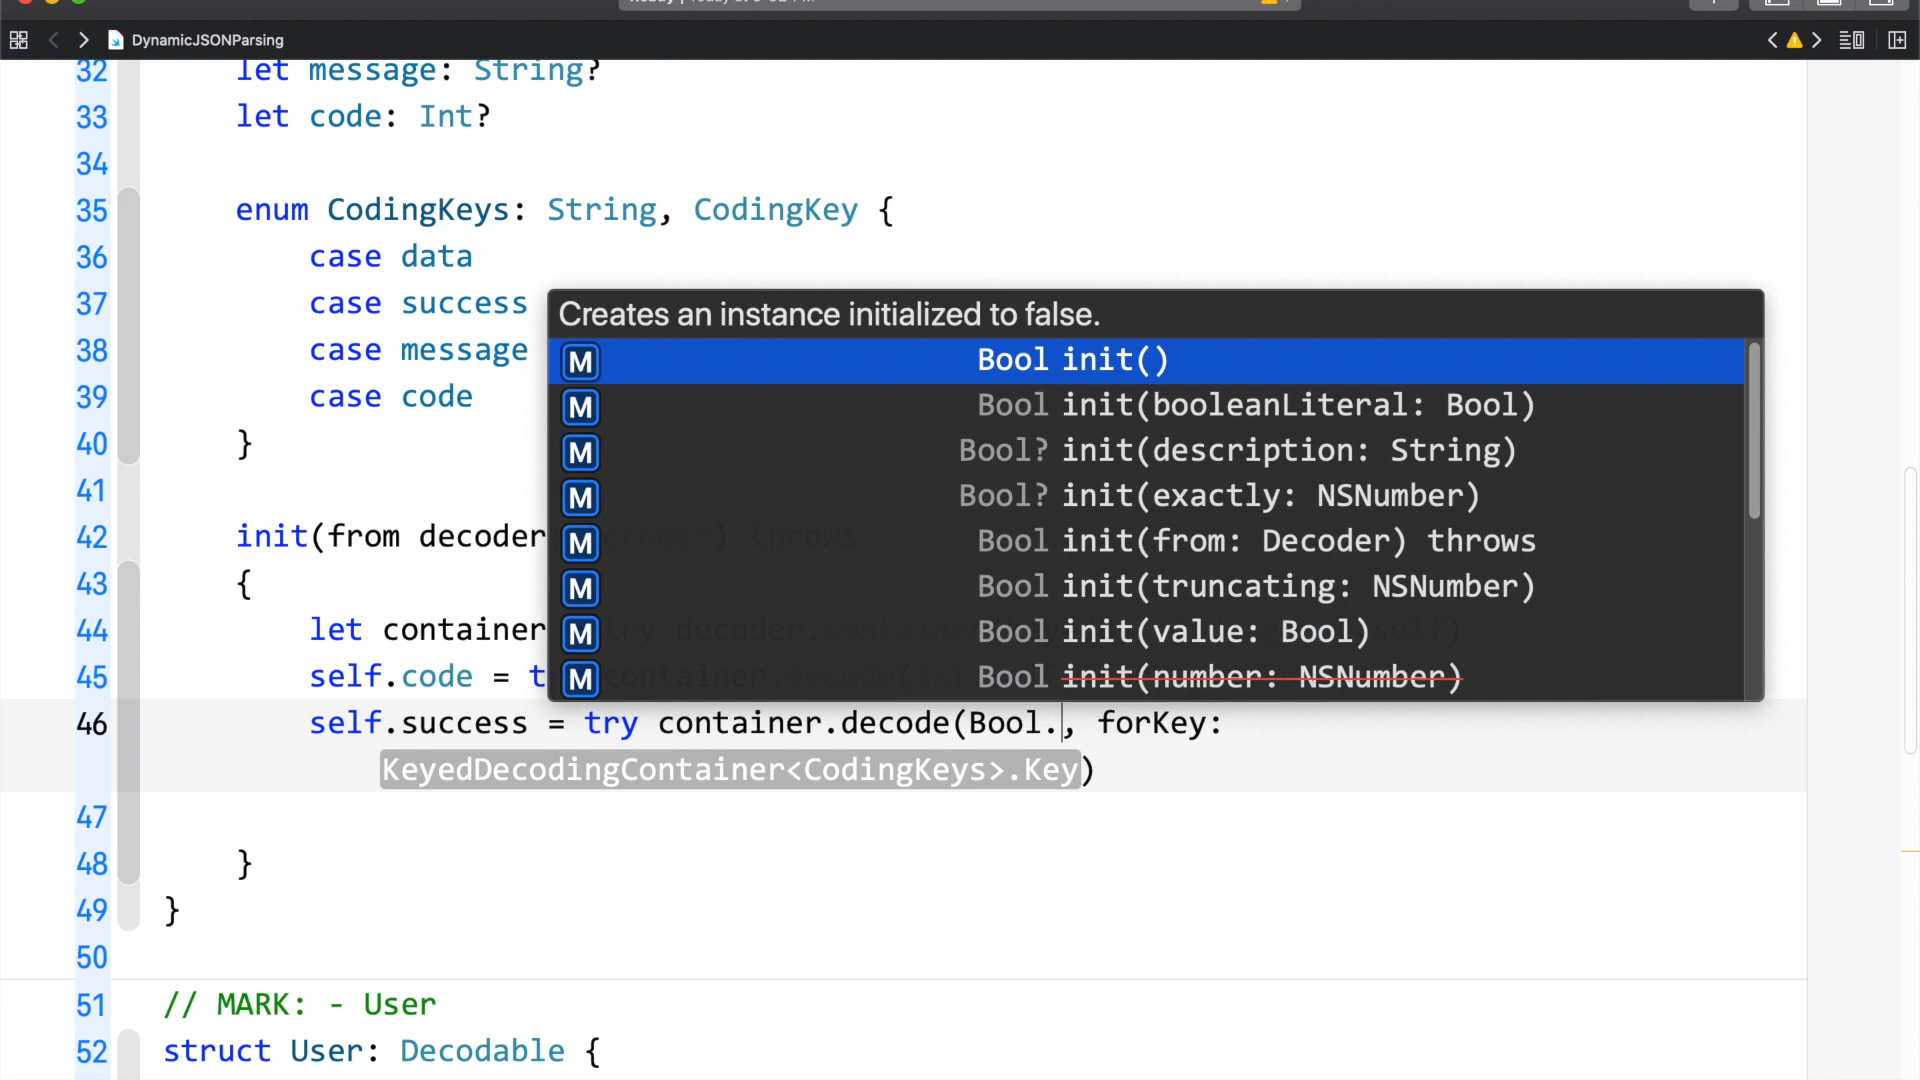 DynamicJSONParsing
32 let message: String?
33 let code: Int?
34
35 enum CodingKeys: String, CodingKey {
36 case data
37 case success
38 case message
39 case code
40 }
41
42 init(from decoder
43 {
44 let container
45 self.code = t
Creates an instance initialized to false.
M Bool init()
M Bool init(booleanLiteral: Bool)
M Bool? init(description: String)
M Bool? init(exactly: NSNumber)
M Bool init(from: Decoder) throws
M Bool init(truncating: NSNumber)
M Bool init(value: Bool)
M Bool init(number: NSNumber)
46 self.success = try container.decode(Bool., forKey:
KeyedDecodingContainer<CodingKeys>.Key)
47
48 }
49 }
50
51 // MARK: - User
52 struct User: Decodable {